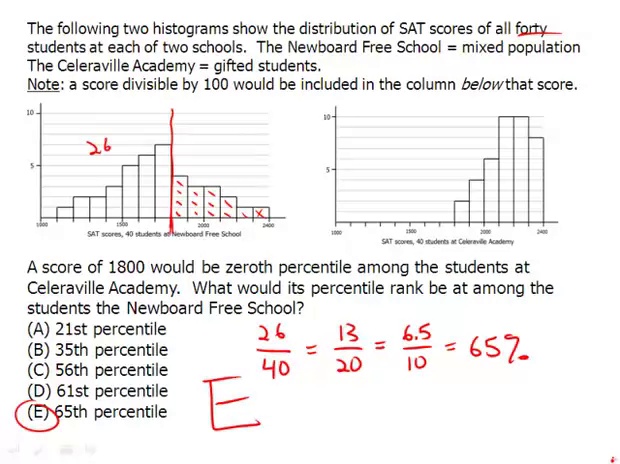 The following two histograms show the distribution of SAT scores of all forty
students at each of two schools. The Newboard Free School = mixed population
The Celeraville Academy = gifted students.
Note: a score divisible by 100 would be included in the column below that score.
10
5
26
1000 1500 2000 2400
SAT scores, 40 students at Newboard Free School
10
5
1000 1500 2000 2400
SAT scores, 40 students at Celeraville Academy
A score of 1800 would be zeroth percentile among the students at
Celeraville Academy. What would its percentile rank be at among the
students the Newboard Free School?
(A) 21st percentile
(B) 35th percentile
(C) 56th percentile
(D) 61st percentile
(E) 65th percentile
26/40 = 13/20 = 6.5/10 = 65%
E